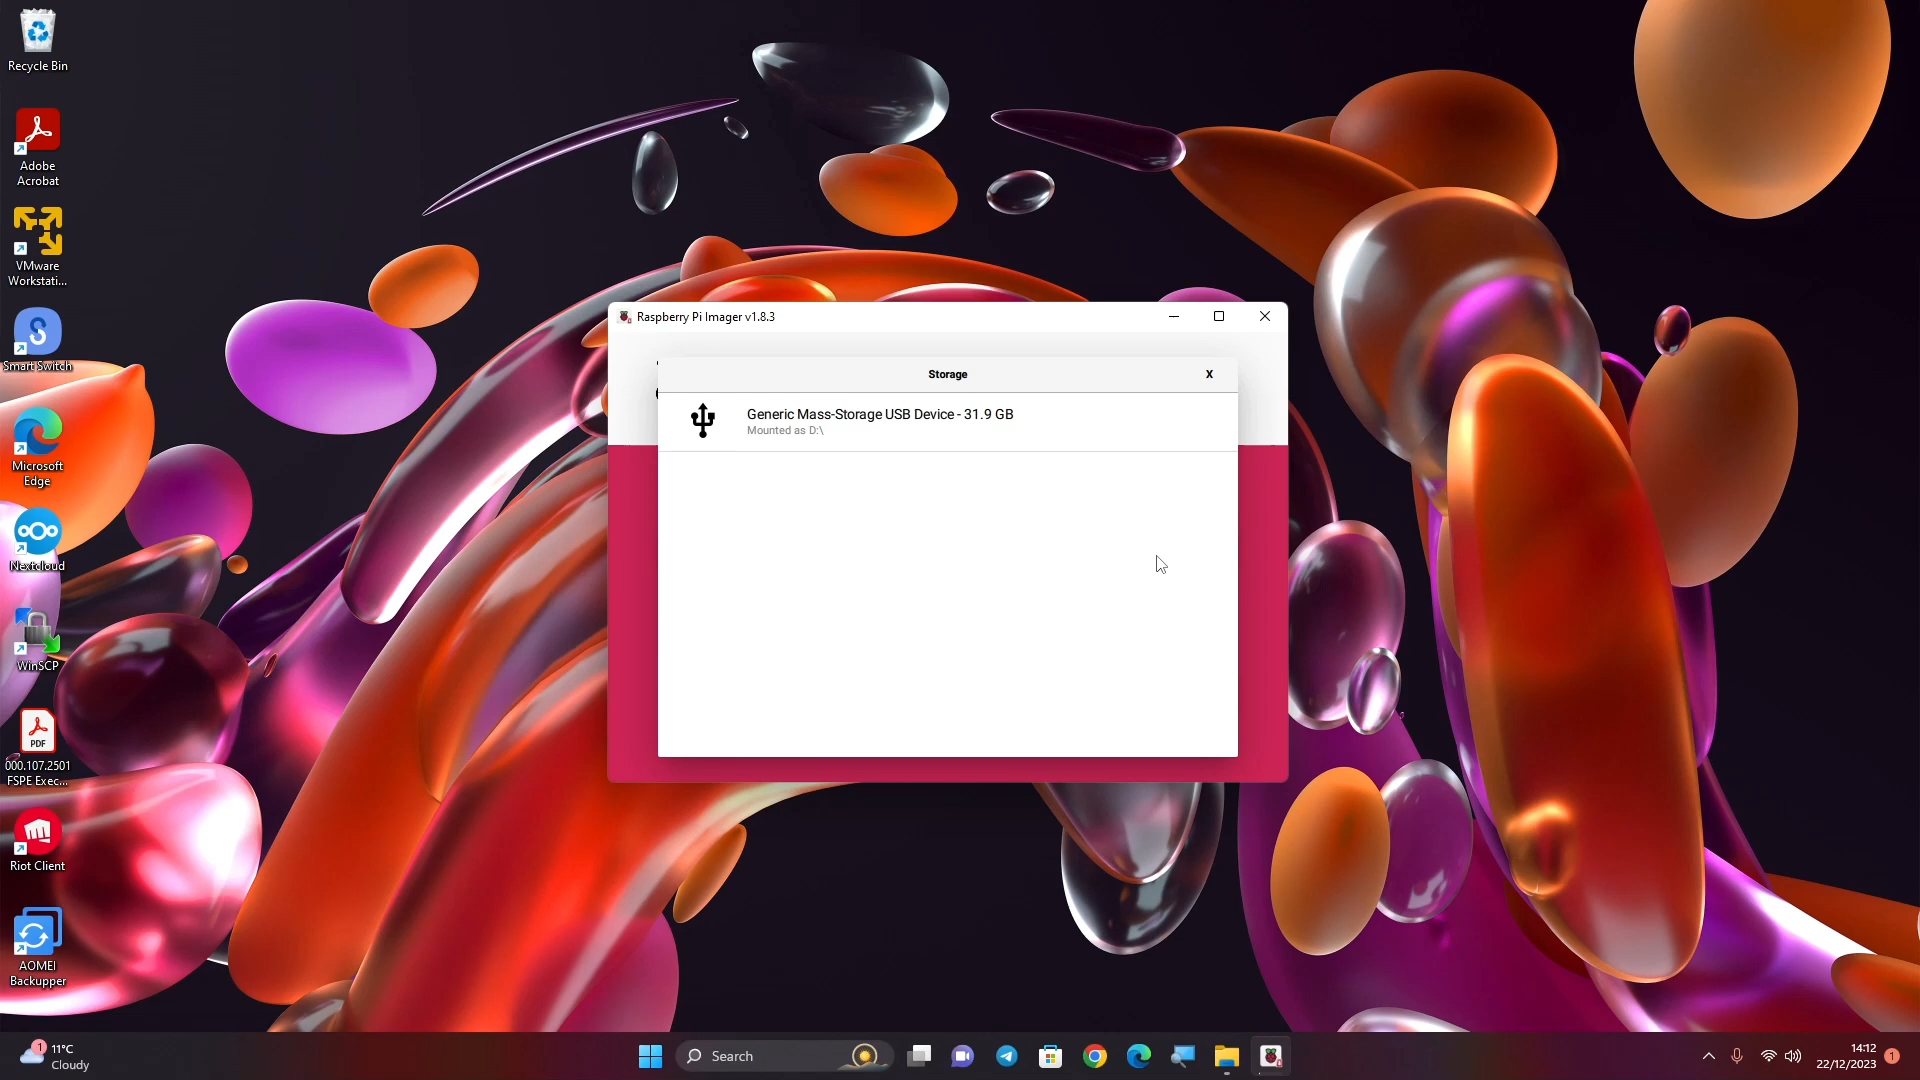 Recycle Bin
Adobe
Acrobat
VMware
Workstati...
Smart Switch
Microsoft
Edge
Nextcloud
WinSCP
PDF
000.107.2501
FSPE Exec...
Riot Client
AOMEI
Backupper
Raspberry Pi Imager v1.8.3
Storage
X
Generic Mass-Storage USB Device - 31.9 GB
Mounted as D:\
1
11°C
Cloudy
Search
14:12
22/12/2023
1